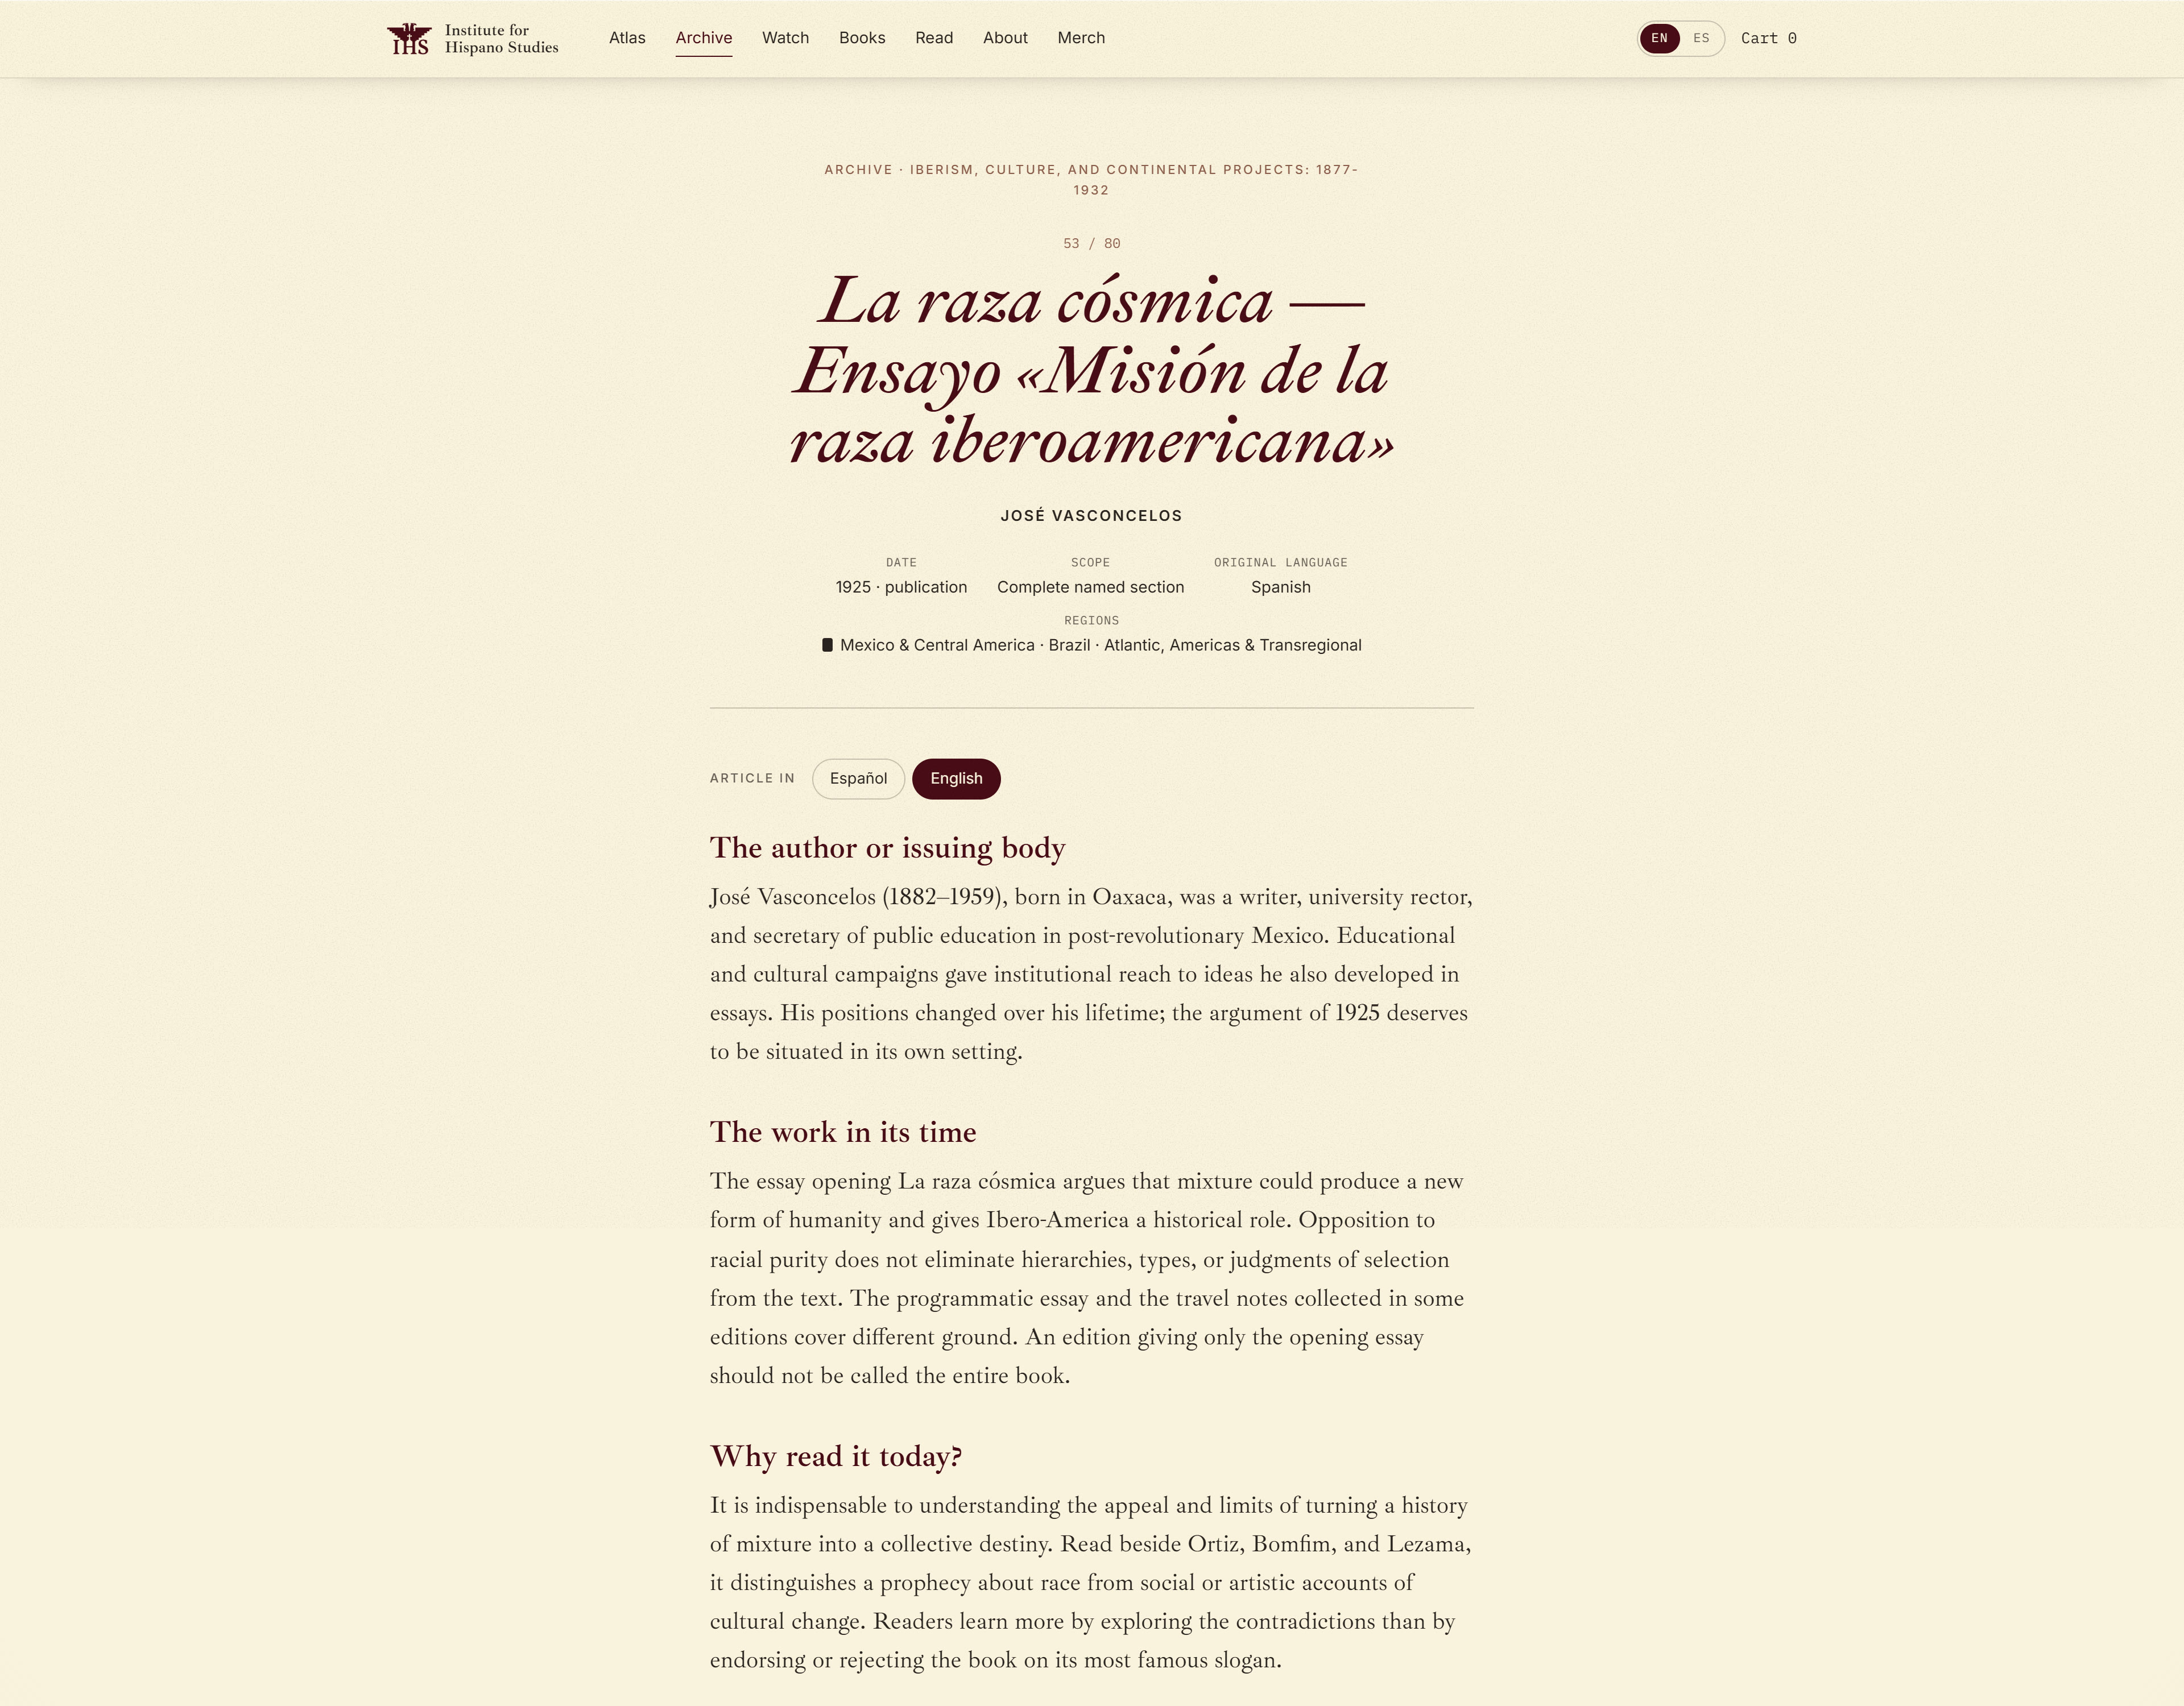 IHS
Institute for
Hispano Studies
Atlas
Archive
Watch
Books
Read
About
Merch
EN
ES
Cart 0
ARCHIVE · IBERISM, CULTURE, AND CONTINENTAL PROJECTS: 1877-
1932
53 / 80
La raza cósmica —
Ensayo «Misión de la
raza iberoamericana»
JOSÉ VASCONCELOS
DATE
1925 · publication
SCOPE
Complete named section
ORIGINAL LANGUAGE
Spanish
REGIONS
Mexico & Central America · Brazil · Atlantic, Americas & Transregional
ARTICLE IN
Español
English
The author or issuing body
José Vasconcelos (1882–1959), born in Oaxaca, was a writer, university rector,
and secretary of public education in post-revolutionary Mexico. Educational
and cultural campaigns gave institutional reach to ideas he also developed in
essays. His positions changed over his lifetime; the argument of 1925 deserves
to be situated in its own setting.
The work in its time
The essay opening La raza cósmica argues that mixture could produce a new
form of humanity and gives Ibero-America a historical role. Opposition to
racial purity does not eliminate hierarchies, types, or judgments of selection
from the text. The programmatic essay and the travel notes collected in some
editions cover different ground. An edition giving only the opening essay
should not be called the entire book.
Why read it today?
It is indispensable to understanding the appeal and limits of turning a history
of mixture into a collective destiny. Read beside Ortiz, Bomfim, and Lezama,
it distinguishes a prophecy about race from social or artistic accounts of
cultural change. Readers learn more by exploring the contradictions than by
endorsing or rejecting the book on its most famous slogan.